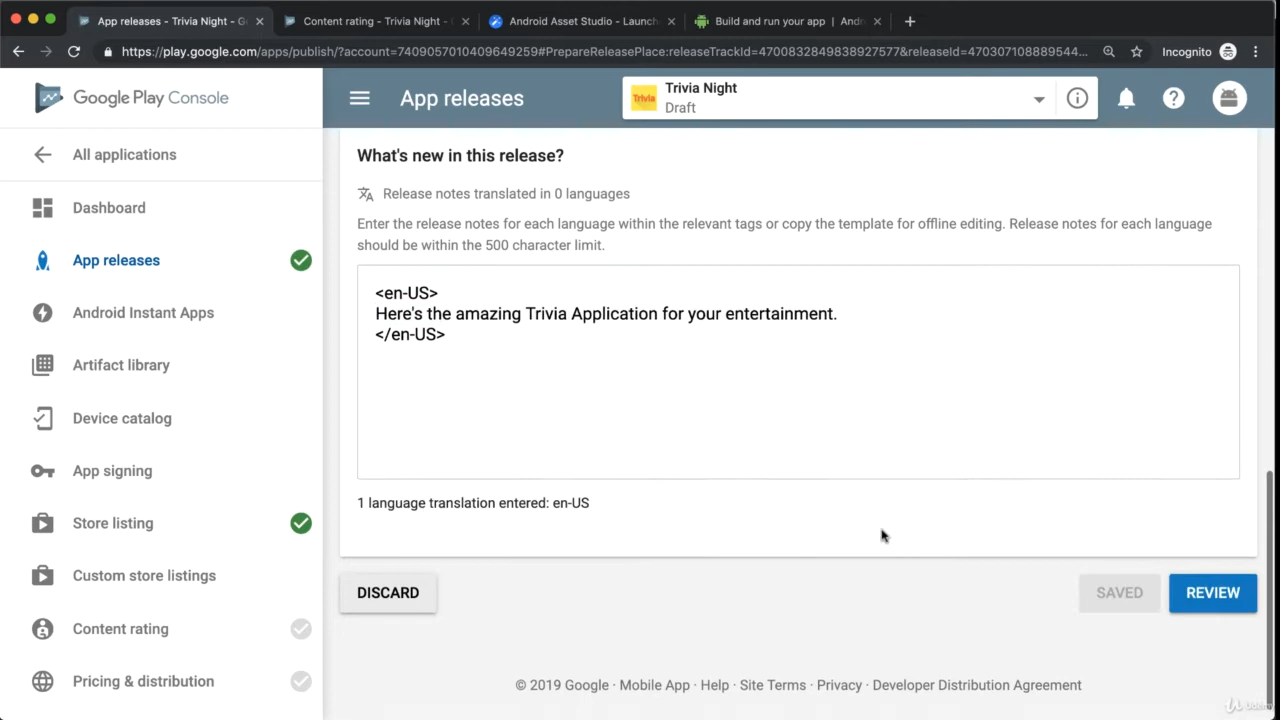 App releases - Trivia Night - G
Content rating - Trivia Night -
Android Asset Studio - Launch
Build and run your app | Andr
https://play.google.com/apps/publish/?account=7409057010409649259#PrepareReleasePlace:releaseTrackId=4700832849838927577&releaseId=470307108889544...
Incognito
Google Play Console
App releases
Trivia
Trivia Night
Draft
All applications
Dashboard
App releases
Android Instant Apps
Artifact library
Device catalog
App signing
Store listing
Custom store listings
Content rating
Pricing & distribution
What's new in this release?
Release notes translated in 0 languages
Enter the release notes for each language within the relevant tags or copy the template for offline editing. Release notes for each language
should be within the 500 character limit.
<en-US>
Here's the amazing Trivia Application for your entertainment.
</en-US>
1 language translation entered: en-US
DISCARD
SAVED
REVIEW
© 2019 Google · Mobile App · Help · Site Terms · Privacy · Developer Distribution Agreement
Udemy